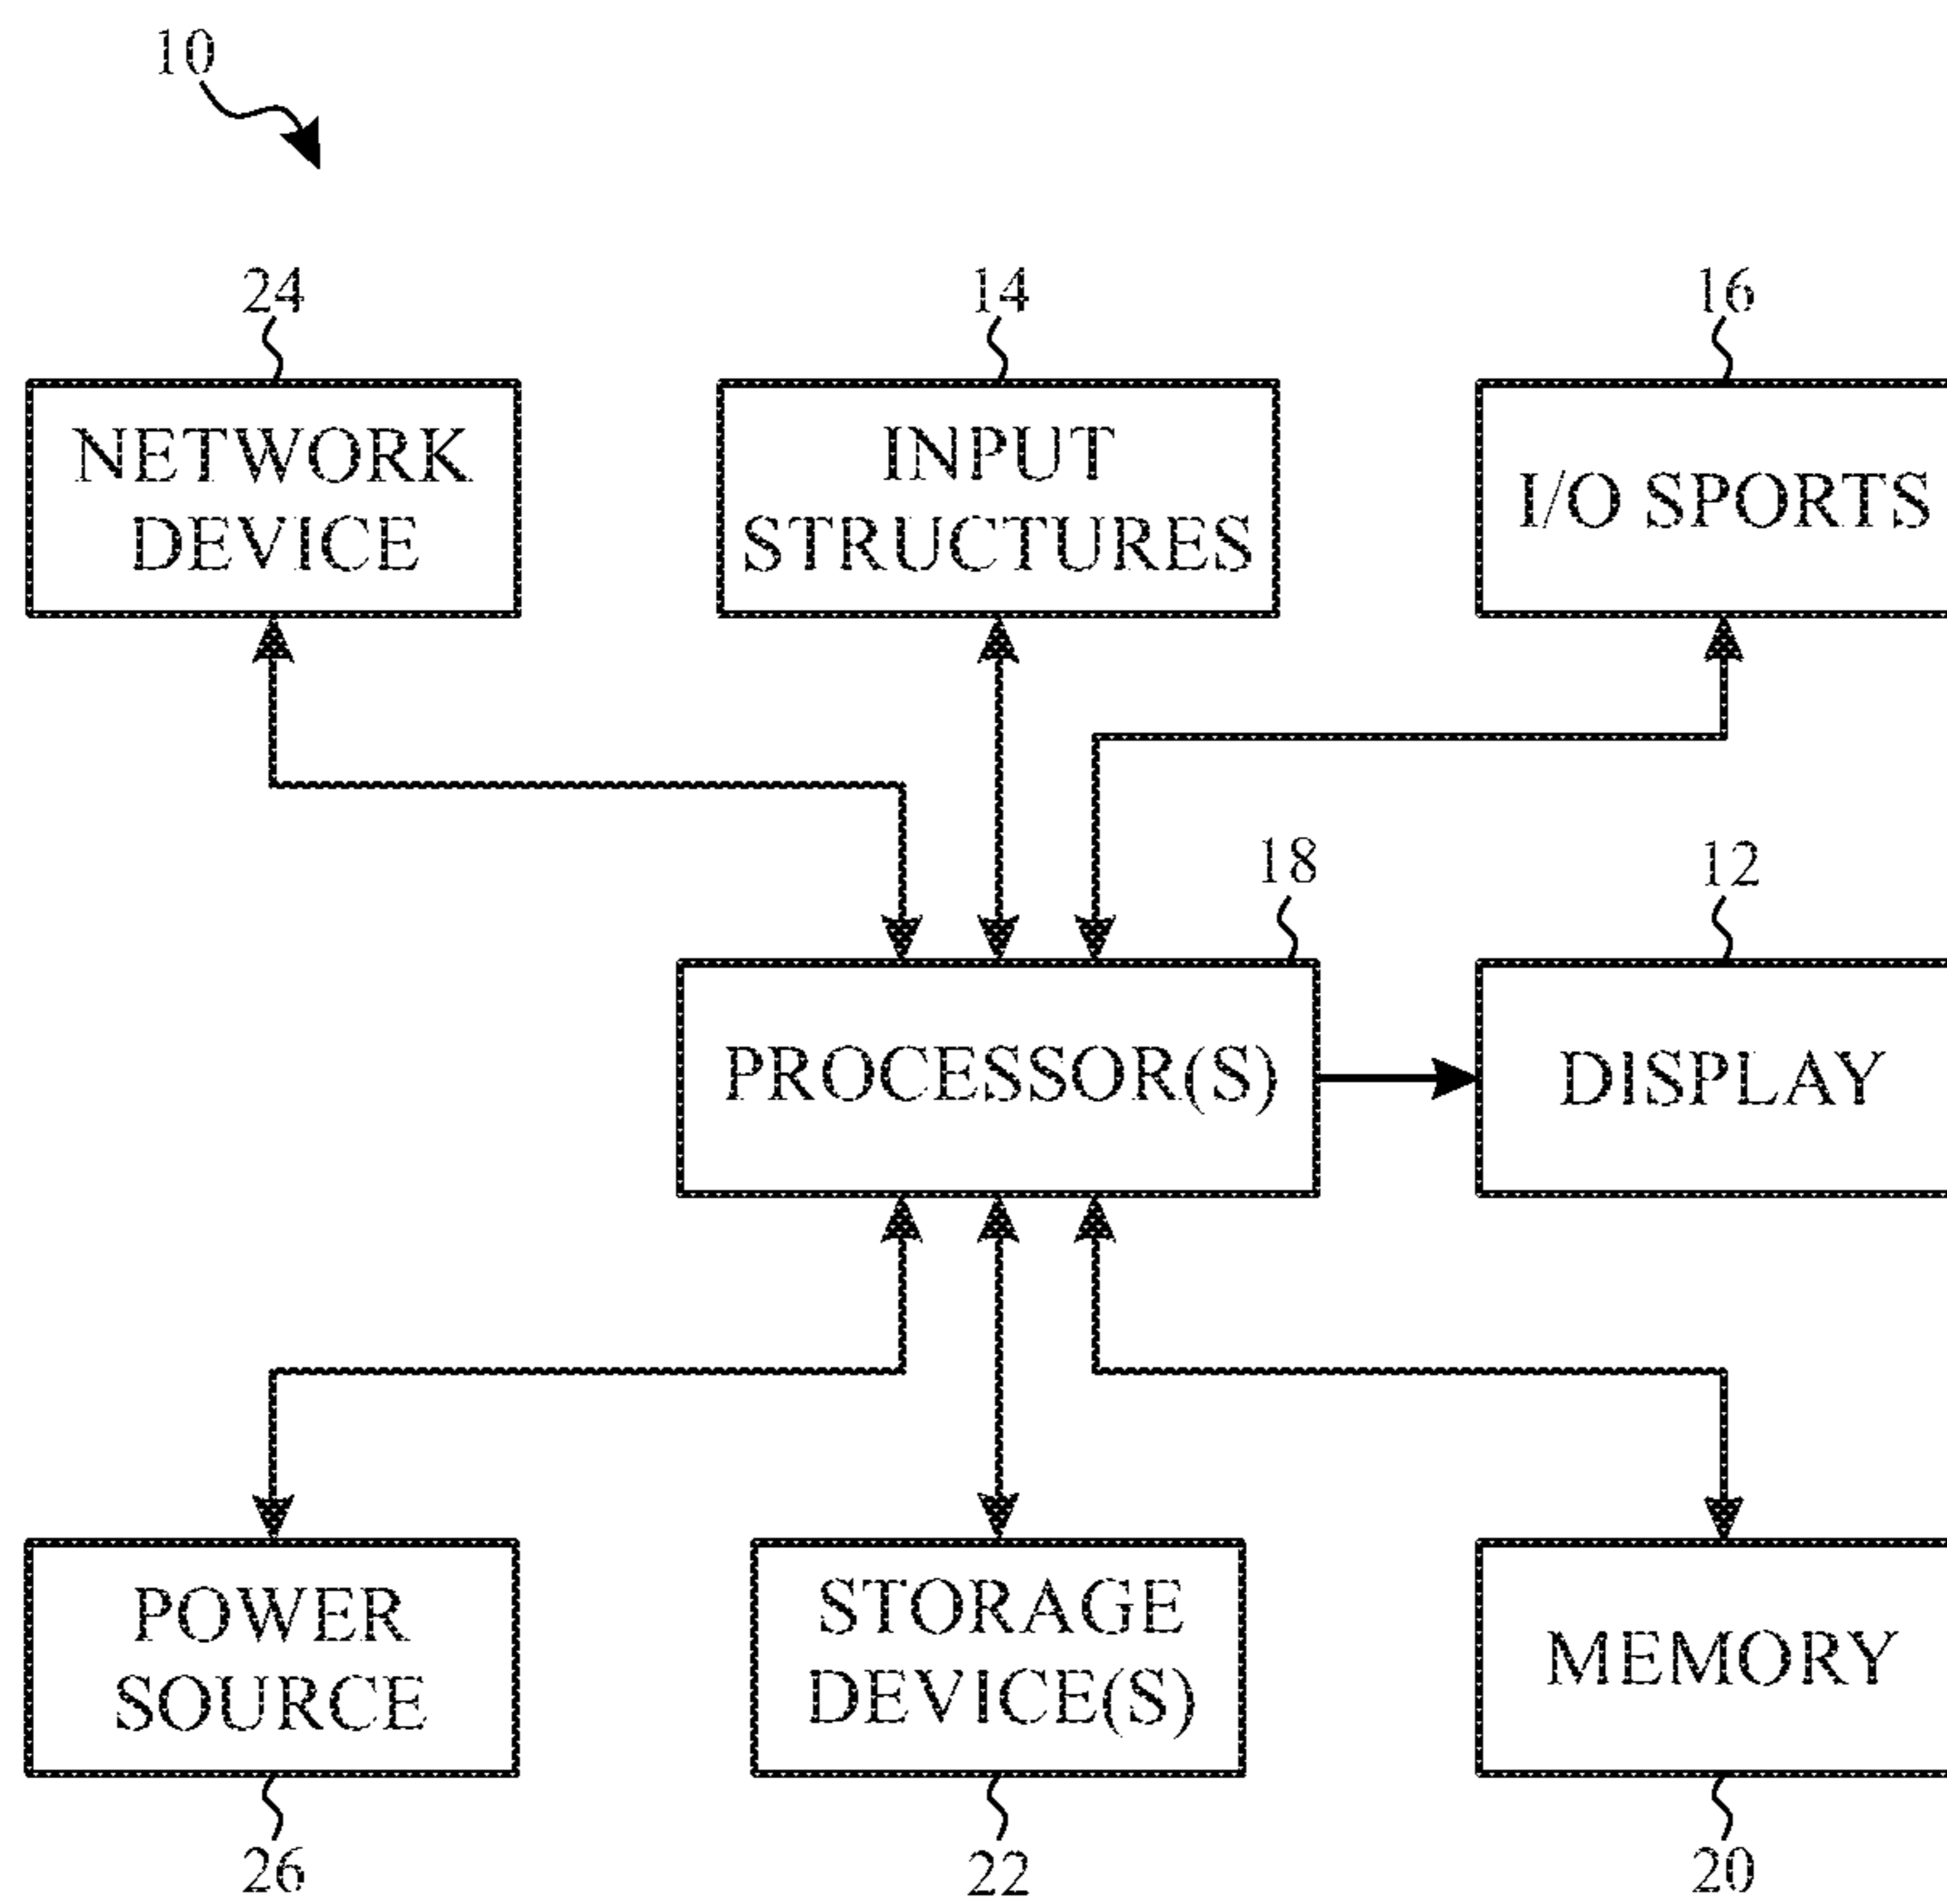 10
24
14
16
NETWORK
DEVICE
INPUT
STRUCTURES
I/O SPORTS
18
12
PROCESSOR(S)
DISPLAY
POWER
SOURCE
STORAGE
DEVICE(S)
MEMORY
26
22
20